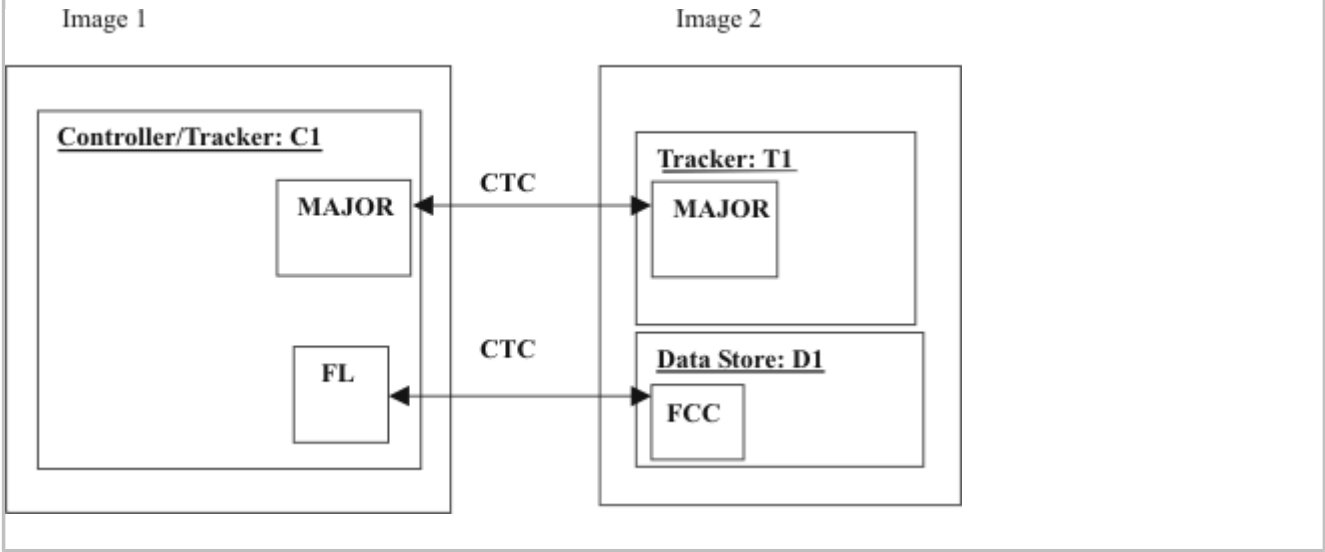 Image 1
Image 2
Controller/Tracker: C1
MAJOR
CTC
Tracker: T1
MAJOR
FL
CTC
Data Store: D1
FCC